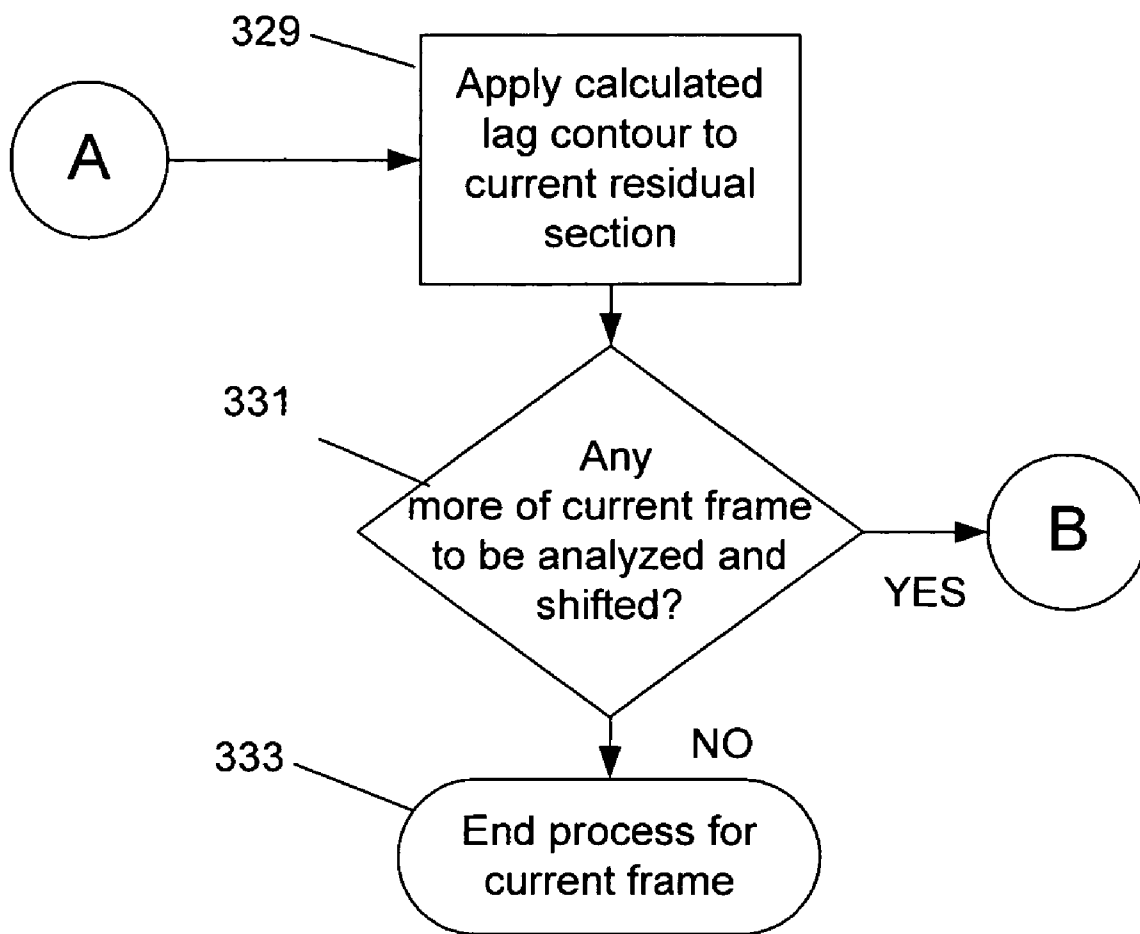 329
Apply calculated
lag contour to
current residual
section
A
331
Any
more of current frame
to be analyzed and
shifted?
B
YES
NO
333
End process for
current frame